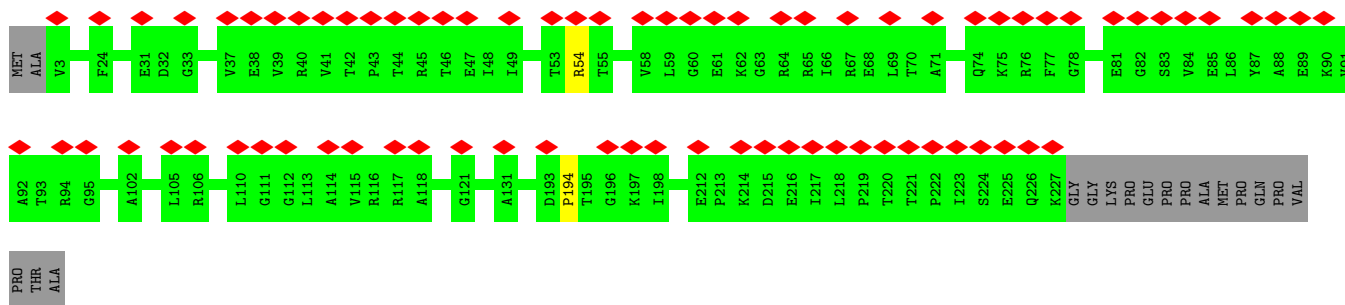 MET ALA V3 F24 E31 D32 G33 V37 E38 V39 R40 V41 T42 P43 T44 R45 T46 E47 I48 I49 T53 R54 T55 V58 L59 G60 E61 K62 G63 R64 R65 I66 R67 E68 L69 T70 A71 Q74 K75 R76 F77 G78 E81 G82 S83 V84 E85 L86 Y87 A88 E89 K90
A92 T93 R94 G95 A102 L105 R106 L110 G111 G112 L113 A114 V115 R116 R117 A118 G121 A131 D193 P194 T195 G196 K197 I198 E212 P213 K214 D215 E216 I217 L218 P219 T220 T221 P222 I223 S224 E225 Q226 K227 GLY GLY LYS PRO GLU PRO PRO ALA MET PRO GLN PRO VAL
PRO THR ALA